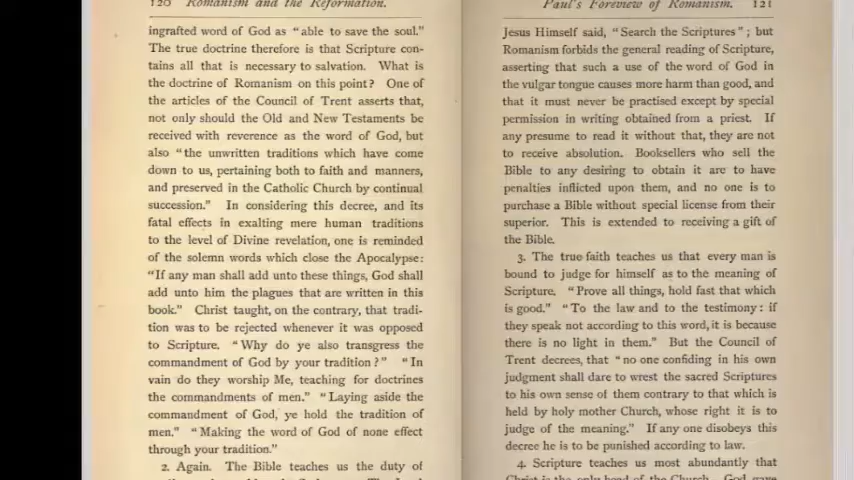 120 Romanism and the Reformation.
ingrafted word of God as "able to save the soul."
The true doctrine therefore is that Scripture con-
tains all that is necessary to salvation. What is
the doctrine of Romanism on this point? One of
the articles of the Council of Trent asserts that,
not only should the Old and New Testaments be
received with reverence as the word of God, but
also "the unwritten traditions which have come
down to us, pertaining both to faith and manners,
and preserved in the Catholic Church by continual
succession." In considering this decree, and its
fatal effects in exalting mere human traditions
to the level of Divine revelation, one is reminded
of the solemn words which close the Apocalypse:
"If any man shall add unto these things, God shall
add unto him the plagues that are written in this
book." Christ taught, on the contrary, that tradi-
tion was to be rejected whenever it was opposed
to Scripture. "Why do ye also transgress the
commandment of God by your tradition?" "In
vain do they worship Me, teaching for doctrines
the commandments of men." "Laying aside the
commandment of God, ye hold the tradition of
men." "Making the word of God of none effect
through your tradition."
2. Again. The Bible teaches us the duty of
Paul's Foreview of Romanism. 121
Jesus Himself said, "Search the Scriptures"; but
Romanism forbids the general reading of Scripture,
asserting that such a use of the word of God in
the vulgar tongue causes more harm than good, and
that it must never be practised except by special
permission in writing obtained from a priest. If
any presume to read it without that, they are not
to receive absolution. Booksellers who sell the
Bible to any desiring to obtain it are to have
penalties inflicted upon them, and no one is to
purchase a Bible without special license from their
superior. This is extended to receiving a gift of
the Bible.
3. The true faith teaches us that every man is
bound to judge for himself as to the meaning of
Scripture. "Prove all things, hold fast that which
is good." "To the law and to the testimony: if
they speak not according to this word, it is because
there is no light in them." But the Council of
Trent decrees, that "no one confiding in his own
judgment shall dare to wrest the sacred Scriptures
to his own sense of them contrary to that which is
held by holy mother Church, whose right it is to
judge of the meaning." If any one disobeys this
decree he is to be punished according to law.
4. Scripture teaches us most abundantly that
Christ is the only head of the Church. God gave